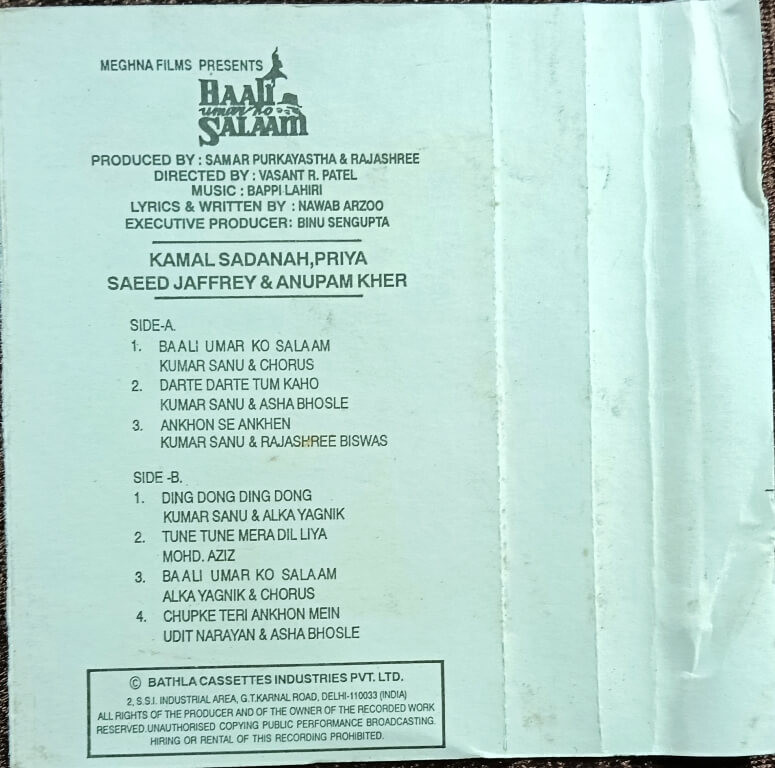 MEGHNA FILMS PRESENTS
BAALI
umar ko
SALAAM
PRODUCED BY : SAMAR PURKAYASTHA & RAJASHREE
DIRECTED BY : VASANT R. PATEL
MUSIC : BAPPI LAHIRI
LYRICS & WRITTEN BY : NAWAB ARZOO
EXECUTIVE PRODUCER: BINU SENGUPTA
KAMAL SADANAH,PRIYA
SAEED JAFFREY & ANUPAM KHER
SIDE-A.
1. BAALI UMAR KO SALAAM
KUMAR SANU & CHORUS
2. DARTE DARTE TUM KAHO
KUMAR SANU & ASHA BHOSLE
3. ANKHON SE ANKHEN
KUMAR SANU & RAJASHREE BISWAS
SIDE -B.
1. DING DONG DING DONG
KUMAR SANU & ALKA YAGNIK
2. TUNE TUNE MERA DIL LIYA
MOHD. AZIZ
3. BAALI UMAR KO SALAAM
ALKA YAGNIK & CHORUS
4. CHUPKE TERI ANKHON MEIN
UDIT NARAYAN & ASHA BHOSLE
© BATHLA CASSETTES INDUSTRIES PVT. LTD.
2, S.S.I. INDUSTRIAL AREA, G.T.KARNAL ROAD, DELHI-110033 (INDIA)
ALL RIGHTS OF THE PRODUCER AND OF THE OWNER OF THE RECORDED WORK
RESERVED.UNAUTHORISED COPYING PUBLIC PERFORMANCE BROADCASTING.
HIRING OR RENTAL OF THIS RECORDING PROHIBITED.